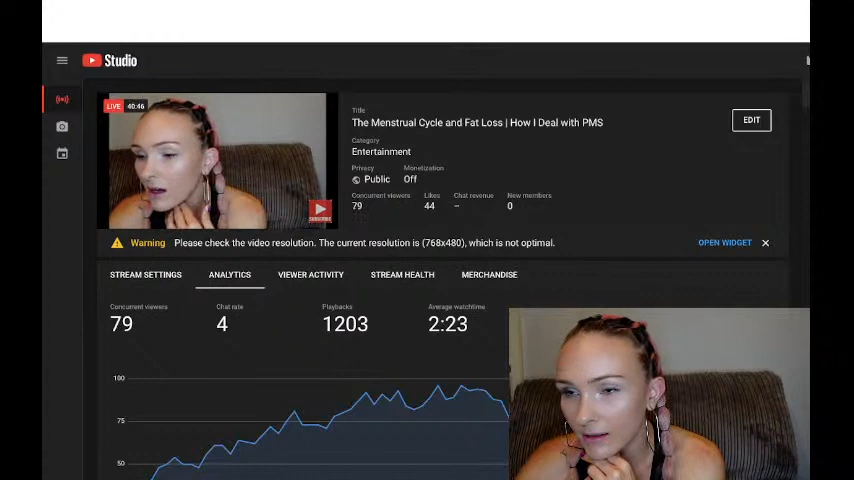 Studio
LIVE 40:46
Title
The Menstrual Cycle and Fat Loss | How I Deal with PMS
EDIT
Category
Entertainment
Privacy Monetization
Public Off
Concurrent viewers Likes Chat revenue New members
79 44 – 0
SUBSCRIBE
Warning Please check the video resolution. The current resolution is (768x480), which is not optimal. OPEN WIDGET
STREAM SETTINGS ANALYTICS VIEWER ACTIVITY STREAM HEALTH MERCHANDISE
Concurrent viewers Chat rate Playbacks Average watchtime
79 4 1203 2:23
100
75
50